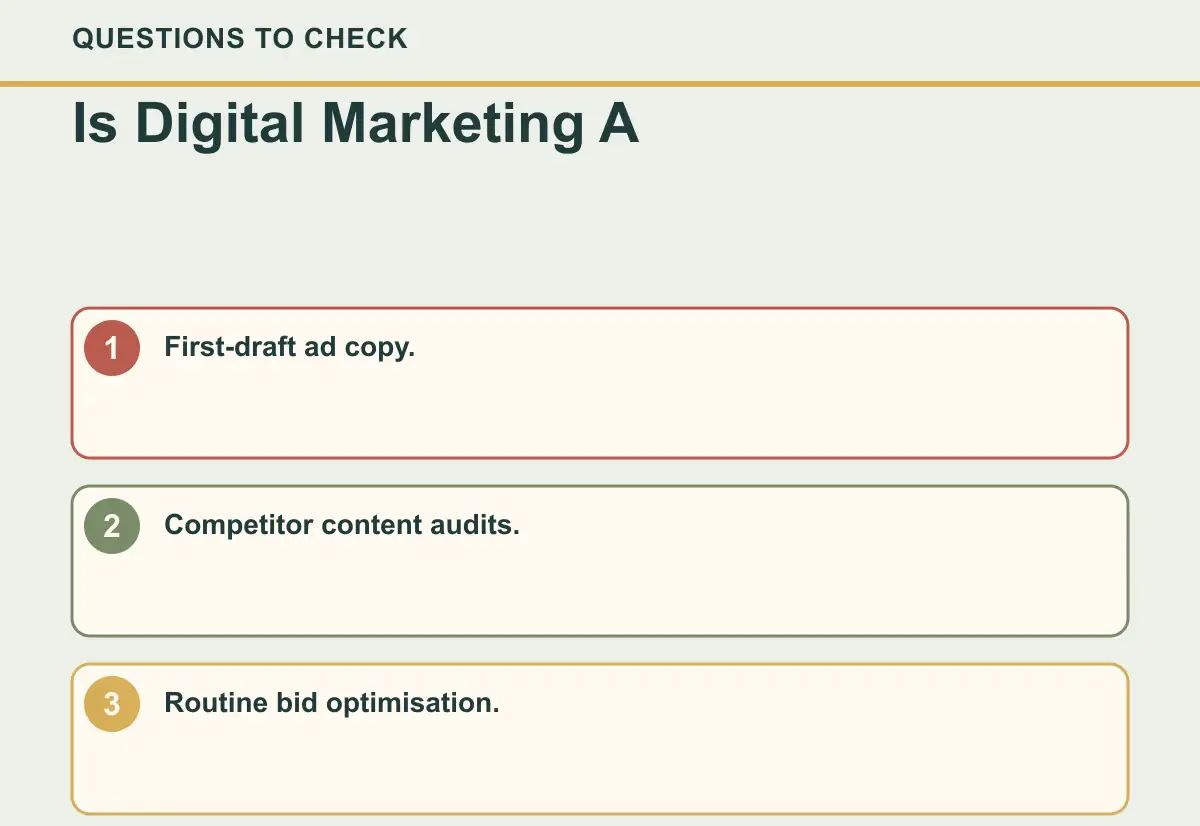 QUESTIONS TO CHECK
Is Digital Marketing A
1 First-draft ad copy.
2 Competitor content audits.
3 Routine bid optimisation.